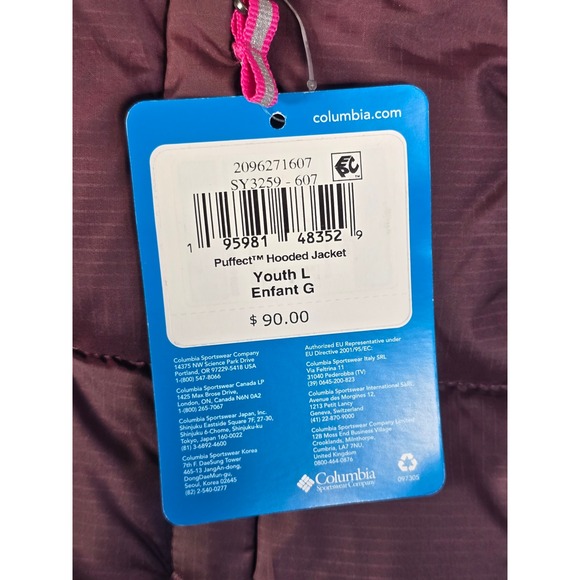 columbia.com
2096271607
SY3259 - 607
1 95981 48352 9
Puffect™ Hooded Jacket
Youth L
Enfant G
$ 90.00
Columbia Sportswear Company
14375 NW Science Park Drive
Portland, OR 97229-5418 USA
1-(800) 547-8066
Columbia Sportswear Canada LP
1425 Max Brose Drive,
London, ON, Canada N6N 0A2
1-(800) 265-7067
Columbia Sportswear Japan, Inc.
Shinjuku Eastside Square 7F, 27-30,
Shinjuku 6-Chome, Shinjuku-ku
Tokyo, Japan 160-0022
(81) 3-6892-4600
Columbia Sportswear Korea
7th F. DaeSung Tower
465-13 JangAn-dong,
DongDaeMun-gu,
Seoul, Korea 02645
(82) 2-540-0277
Authorized EU Representative under
EU Directive 2001/95/EC:
Columbia Sportswear Italy SRL
Via Feltrina 11
31040 Pederobba (TV)
(39) 0645-200-823
Columbia Sportswear International Sàrl
Avenue des Morgines 12,
1213 Petit Lancy
Geneva, Switzerland
(41) 22-870-9000
Columbia Sportswear Company Limited
12B Moss End Business Village
Crooklands, Milnthorpe,
Cumbria, LA7 7NU,
United Kingdom
0800-464-0876
Columbia
Sportswear Company
097305